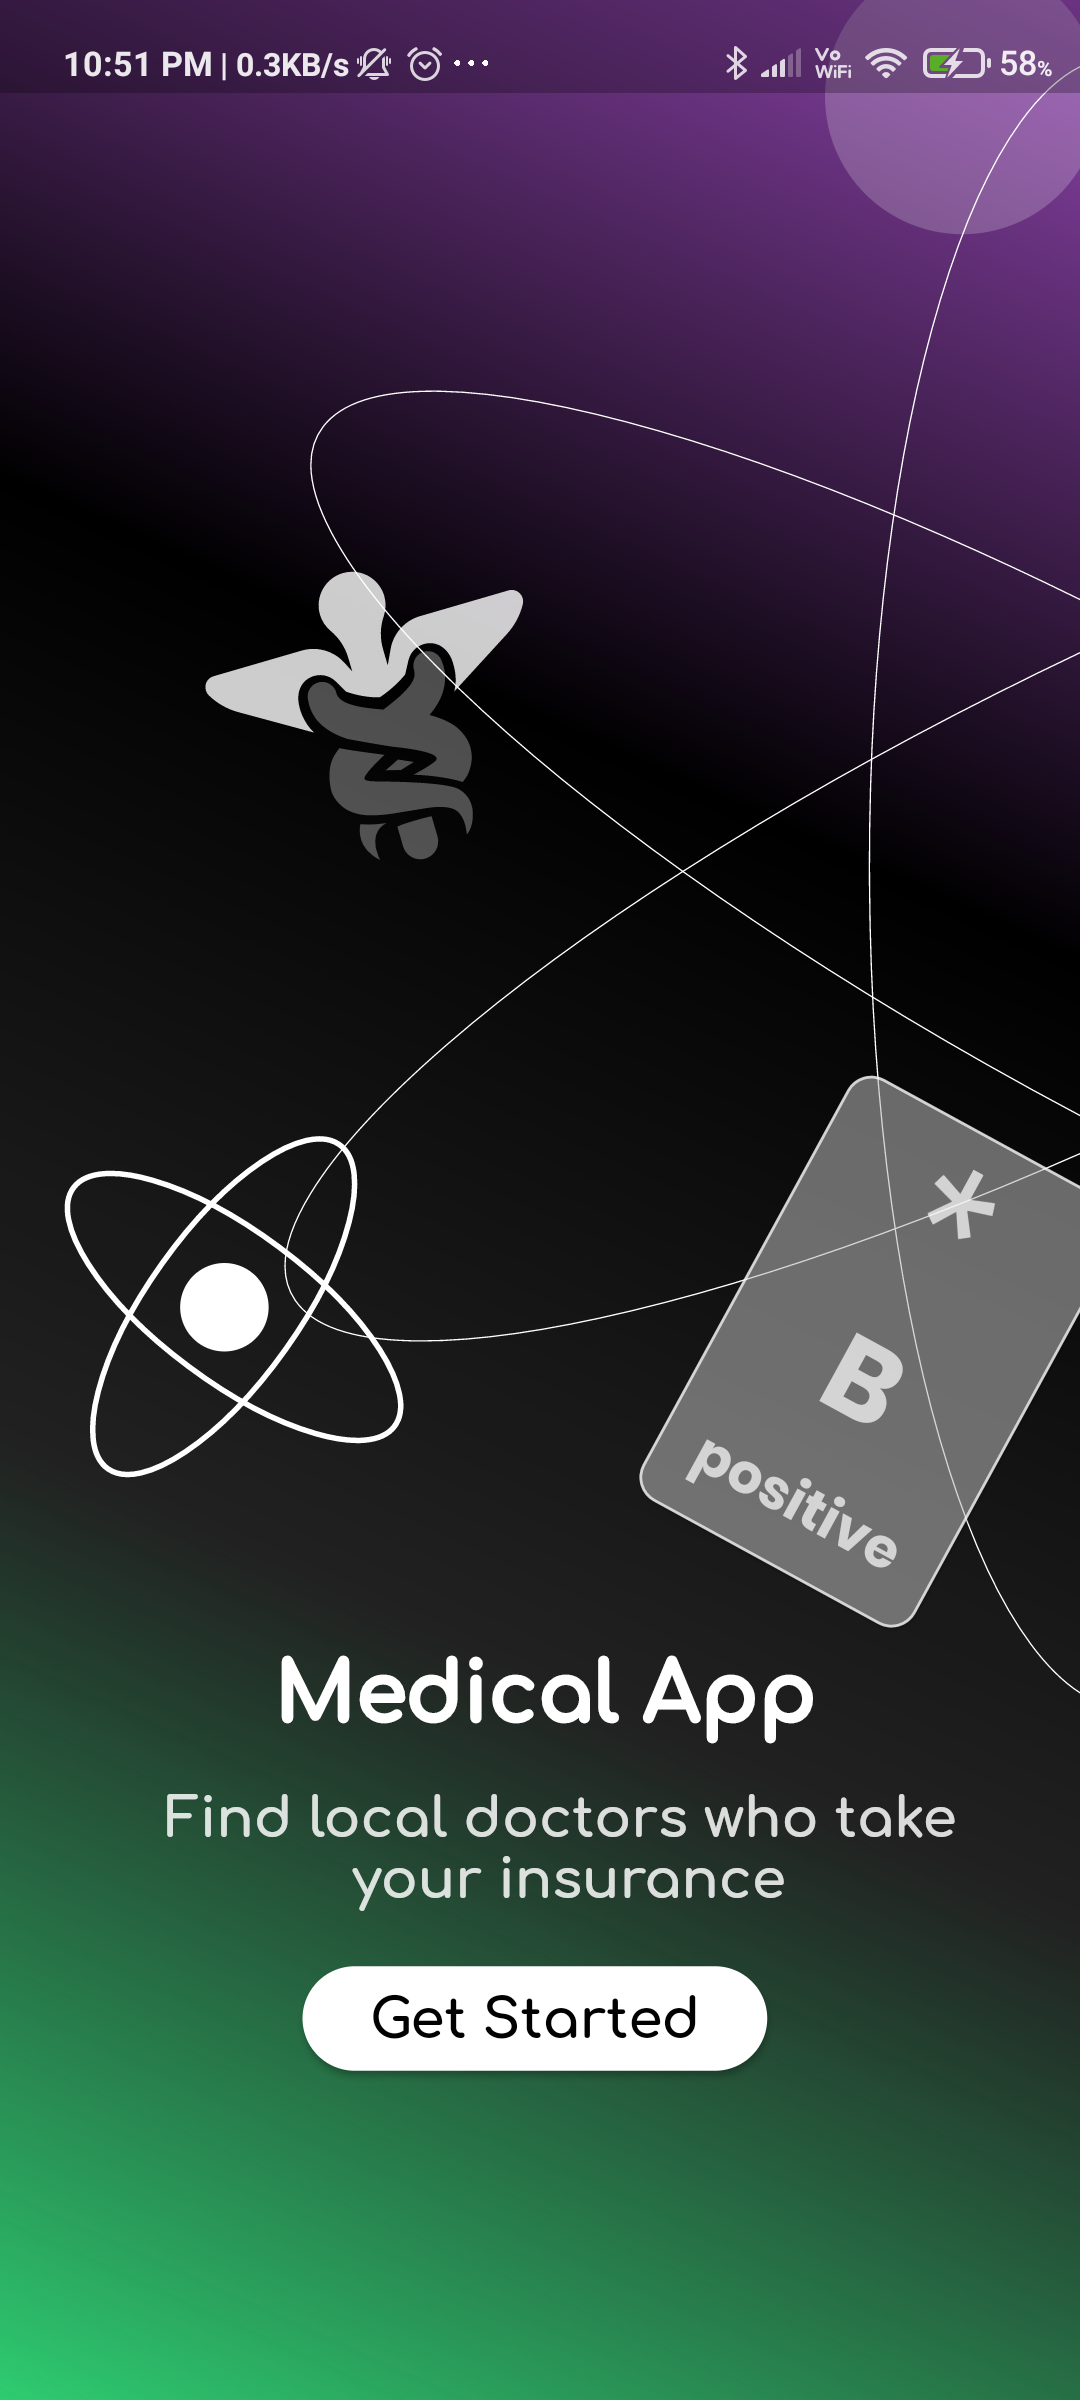 10:51 PM | 0.3KB/s ... Vo WiFi 58%
*
B
positive
Medical App
Find local doctors who take
your insurance
Get Started